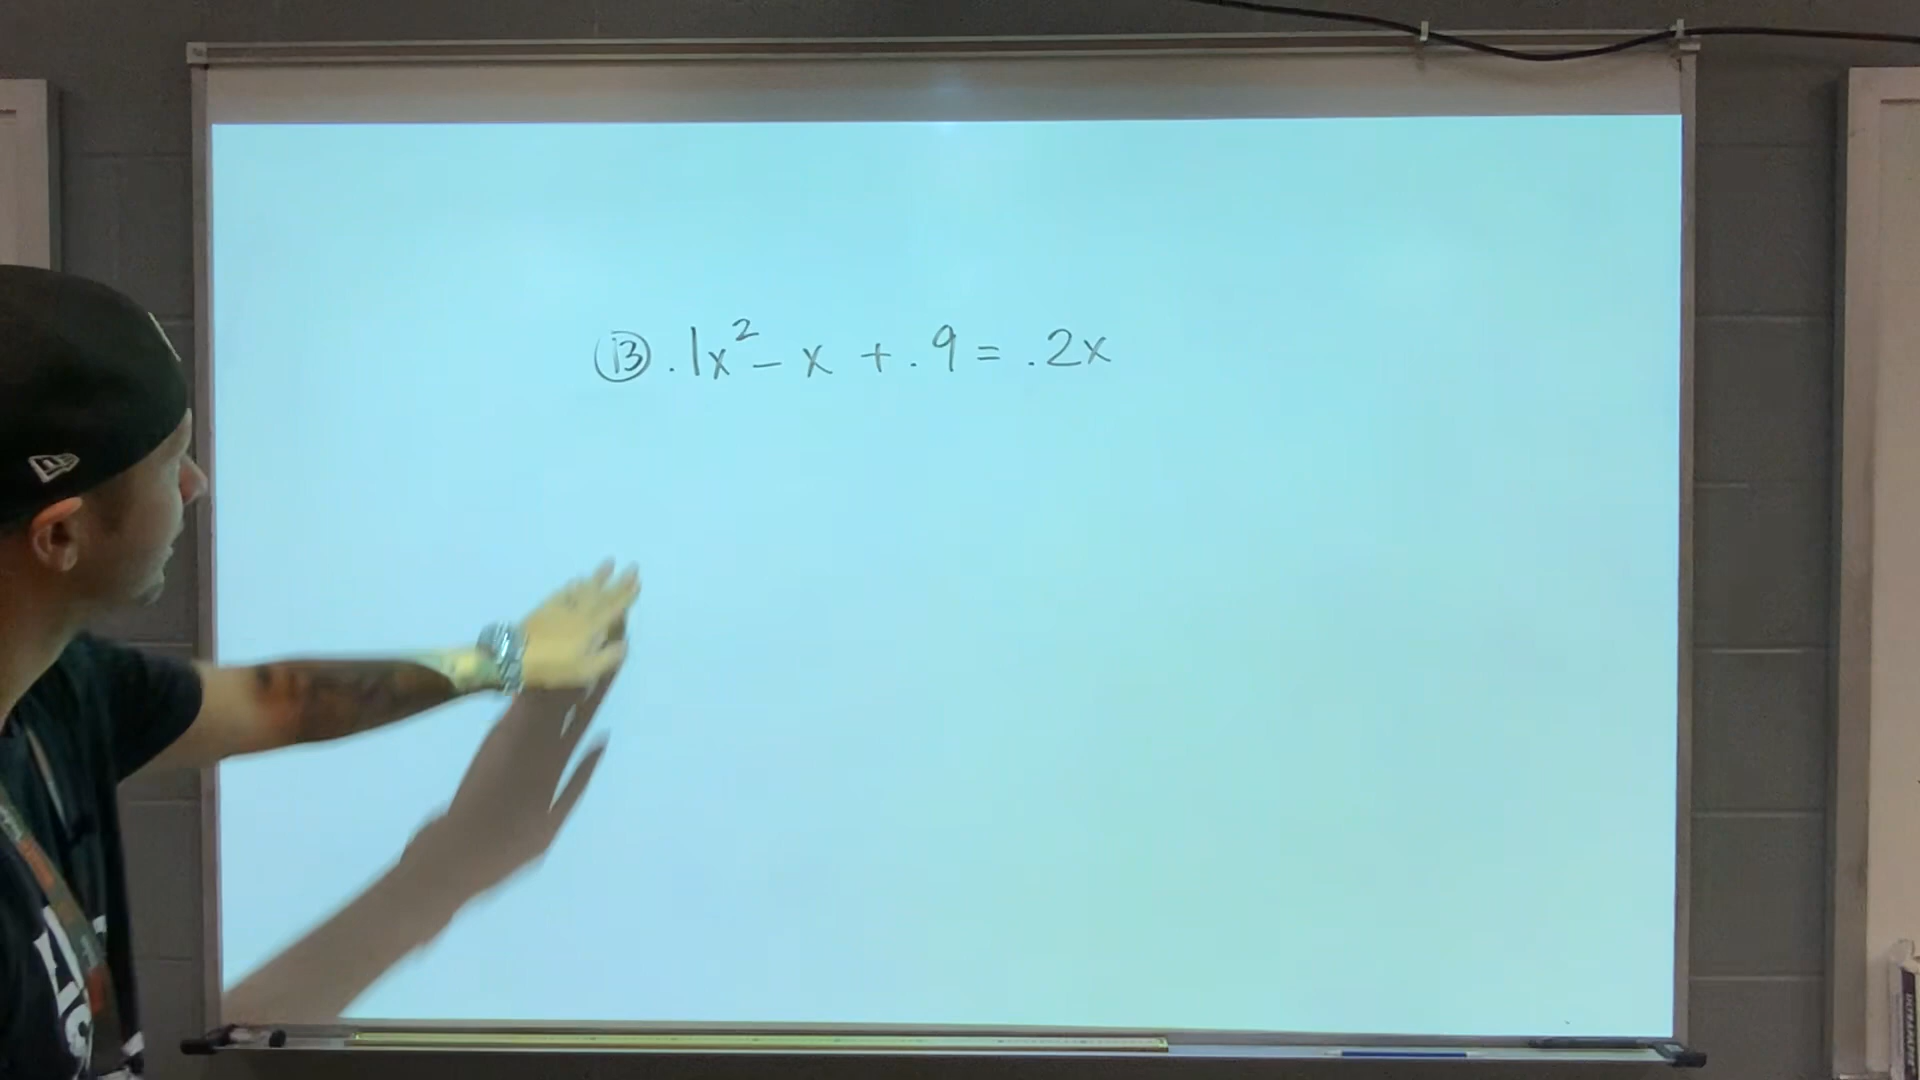 ⑬ .1x² - x + .9 = .2x